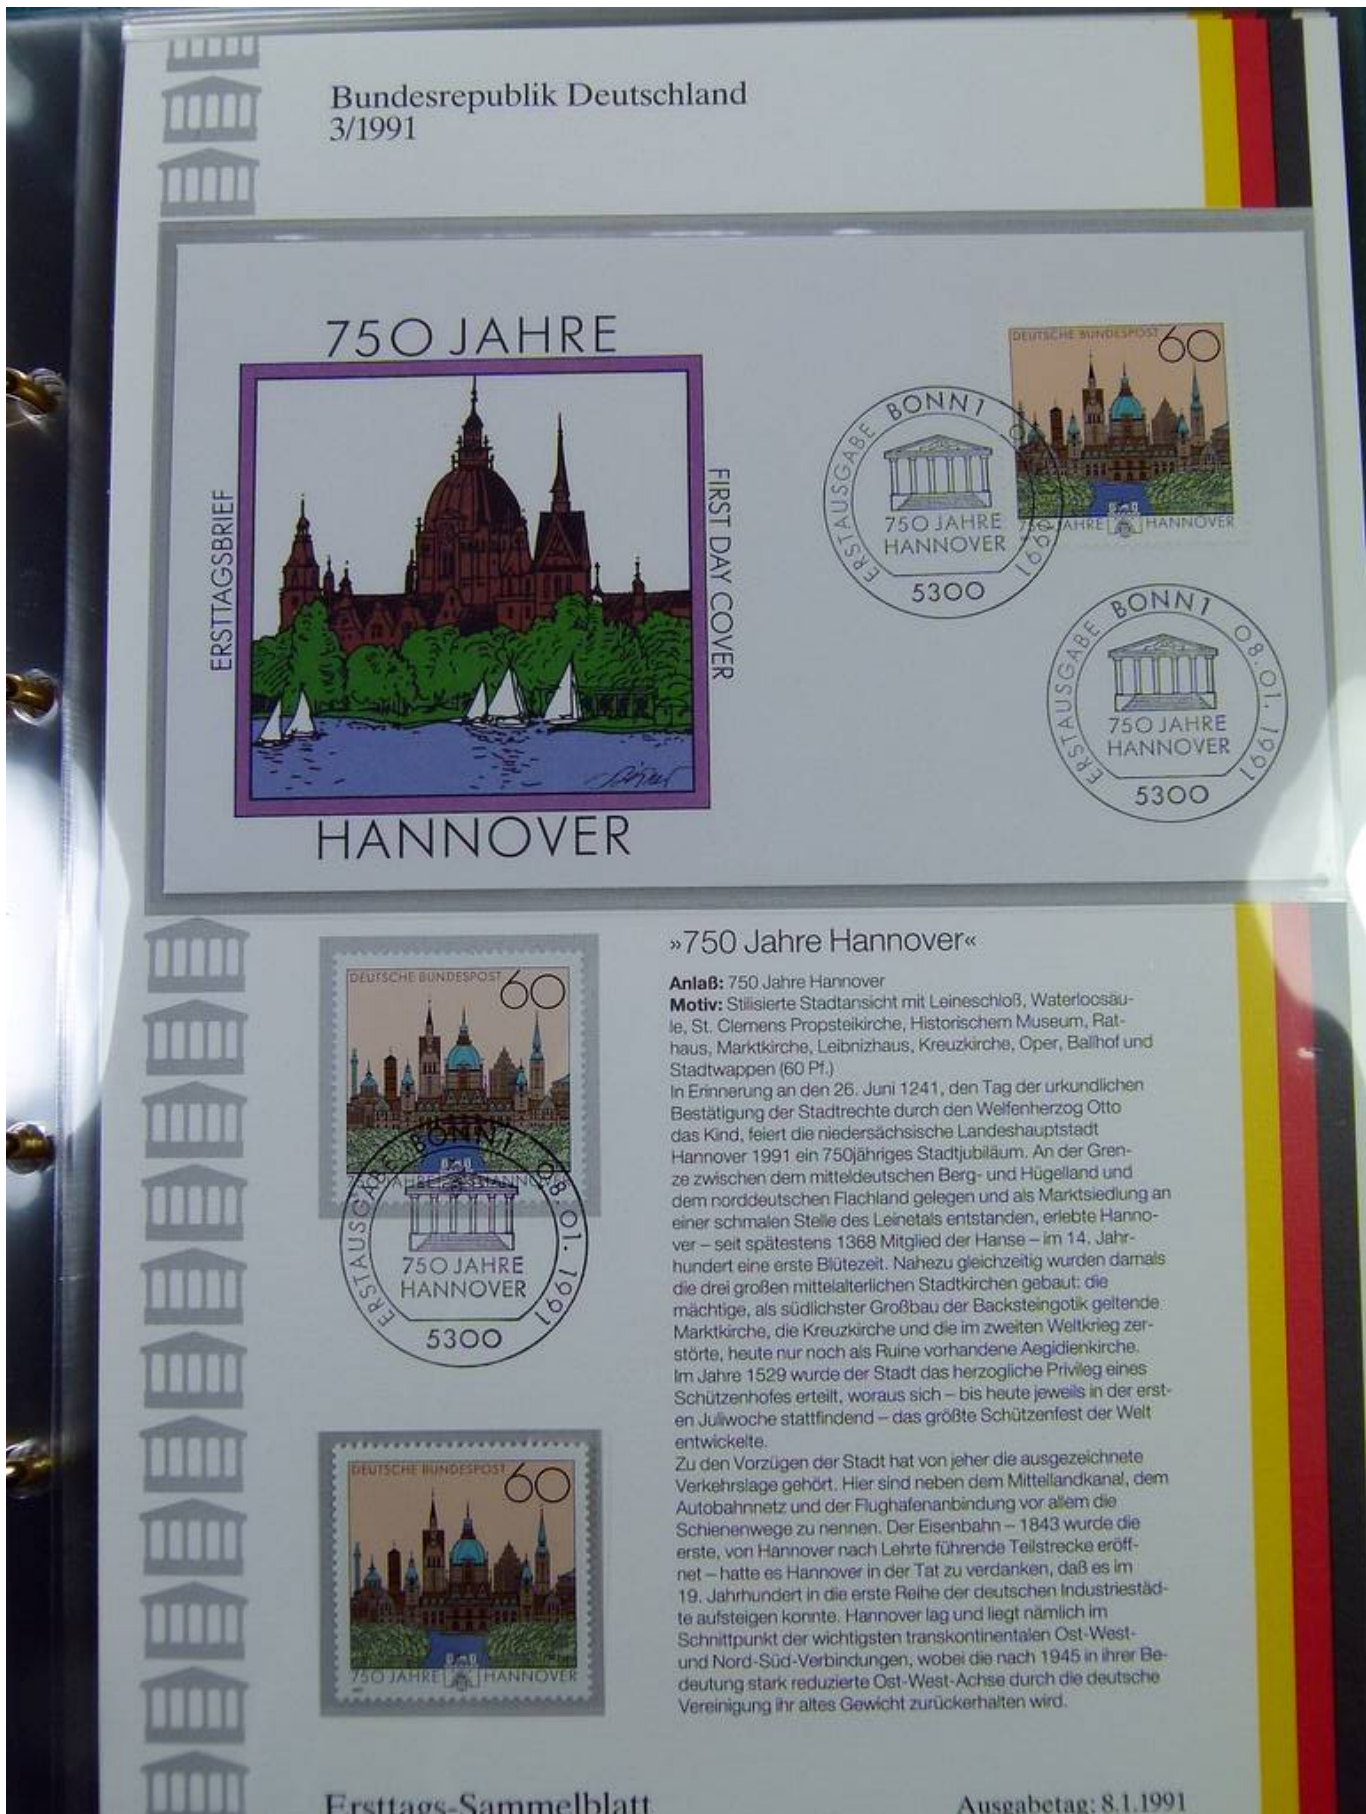 Bundesrepublik Deutschland
3/1991
750 JAHRE
ERSTTAGSBRIEF
FIRST DAY COVER
HANNOVER
DEUTSCHE BUNDESPOST 60
750 JAHRE HANNOVER
ERSTAUSGABE BONN 1
750 JAHRE
HANNOVER
5300
ERSTAUSGABE BONN 1 08.01.1991
750 JAHRE
HANNOVER
5300
DEUTSCHE BUNDESPOST 60
750 JAHRE HANNOVER
ERSTAUSGABE BONN 1 08.01.1991
750 JAHRE
HANNOVER
5300
DEUTSCHE BUNDESPOST 60
750 JAHRE HANNOVER
»750 Jahre Hannover«
Anlaß: 750 Jahre Hannover
Motiv: Stilisierte Stadtansicht mit Leineschloß, Waterloosäu-
le, St. Clemens Propsteikirche, Historischem Museum, Rat-
haus, Marktkirche, Leibnizhaus, Kreuzkirche, Oper, Ballhof und
Stadtwappen (60 Pf.)
In Erinnerung an den 26. Juni 1241, den Tag der urkundlichen
Bestätigung der Stadtrechte durch den Welfenherzog Otto
das Kind, feiert die niedersächsische Landeshauptstadt
Hannover 1991 ein 750jähriges Stadtjubiläum. An der Gren-
ze zwischen dem mitteldeutschen Berg- und Hügelland und
dem norddeutschen Flachland gelegen und als Marktsiedlung an
einer schmalen Stelle des Leinetals entstanden, erlebte Hanno-
ver – seit spätestens 1368 Mitglied der Hanse – im 14. Jahr-
hundert eine erste Blütezeit. Nahezu gleichzeitig wurden damals
die drei großen mittelalterlichen Stadtkirchen gebaut: die
mächtige, als südlichster Großbau der Backsteingotik geltende
Marktkirche, die Kreuzkirche und die im zweiten Weltkrieg zer-
störte, heute nur noch als Ruine vorhandene Aegidienkirche.
Im Jahre 1529 wurde der Stadt das herzogliche Privileg eines
Schützenhofes erteilt, woraus sich – bis heute jeweils in der erst-
en Juliwoche stattfindend – das größte Schützenfest der Welt
entwickelte.
Zu den Vorzügen der Stadt hat von jeher die ausgezeichnete
Verkehrslage gehört. Hier sind neben dem Mittellandkanal, dem
Autobahnnetz und der Flughafenanbindung vor allem die
Schienenwege zu nennen. Der Eisenbahn – 1843 wurde die
erste, von Hannover nach Lehrte führende Teilstrecke eröff-
net – hatte es Hannover in der Tat zu verdanken, daß es im
19. Jahrhundert in die erste Reihe der deutschen Industriestäd-
te aufsteigen konnte. Hannover lag und liegt nämlich im
Schnittpunkt der wichtigsten transkontinentalen Ost-West-
und Nord-Süd-Verbindungen, wobei die nach 1945 in ihrer Be-
deutung stark reduzierte Ost-West-Achse durch die deutsche
Vereinigung ihr altes Gewicht zurückerhalten wird.
Ersttags-Sammelblatt
Ausgabetag: 8.1.1991